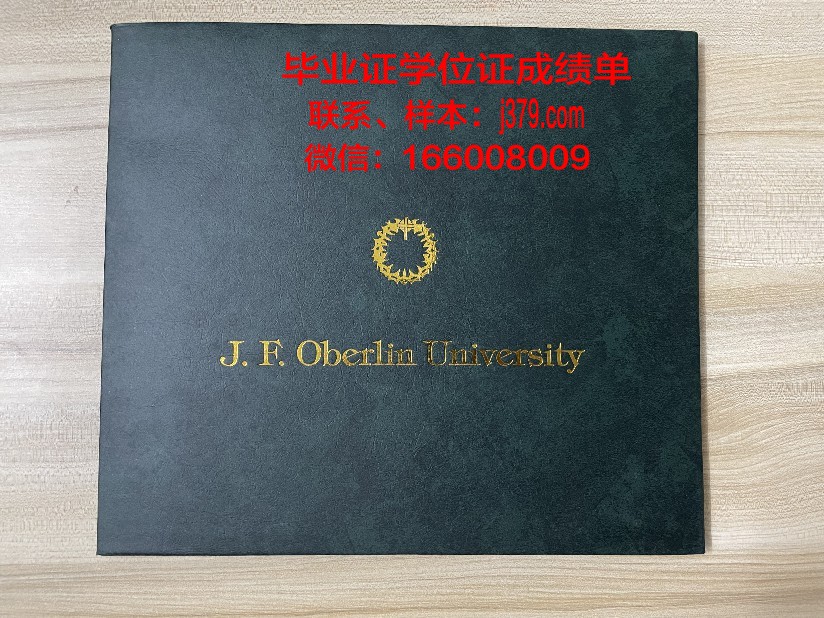 毕业证学位证成绩单
联系、样本：j379.com
微信：166008009
J. F. Oberlin University